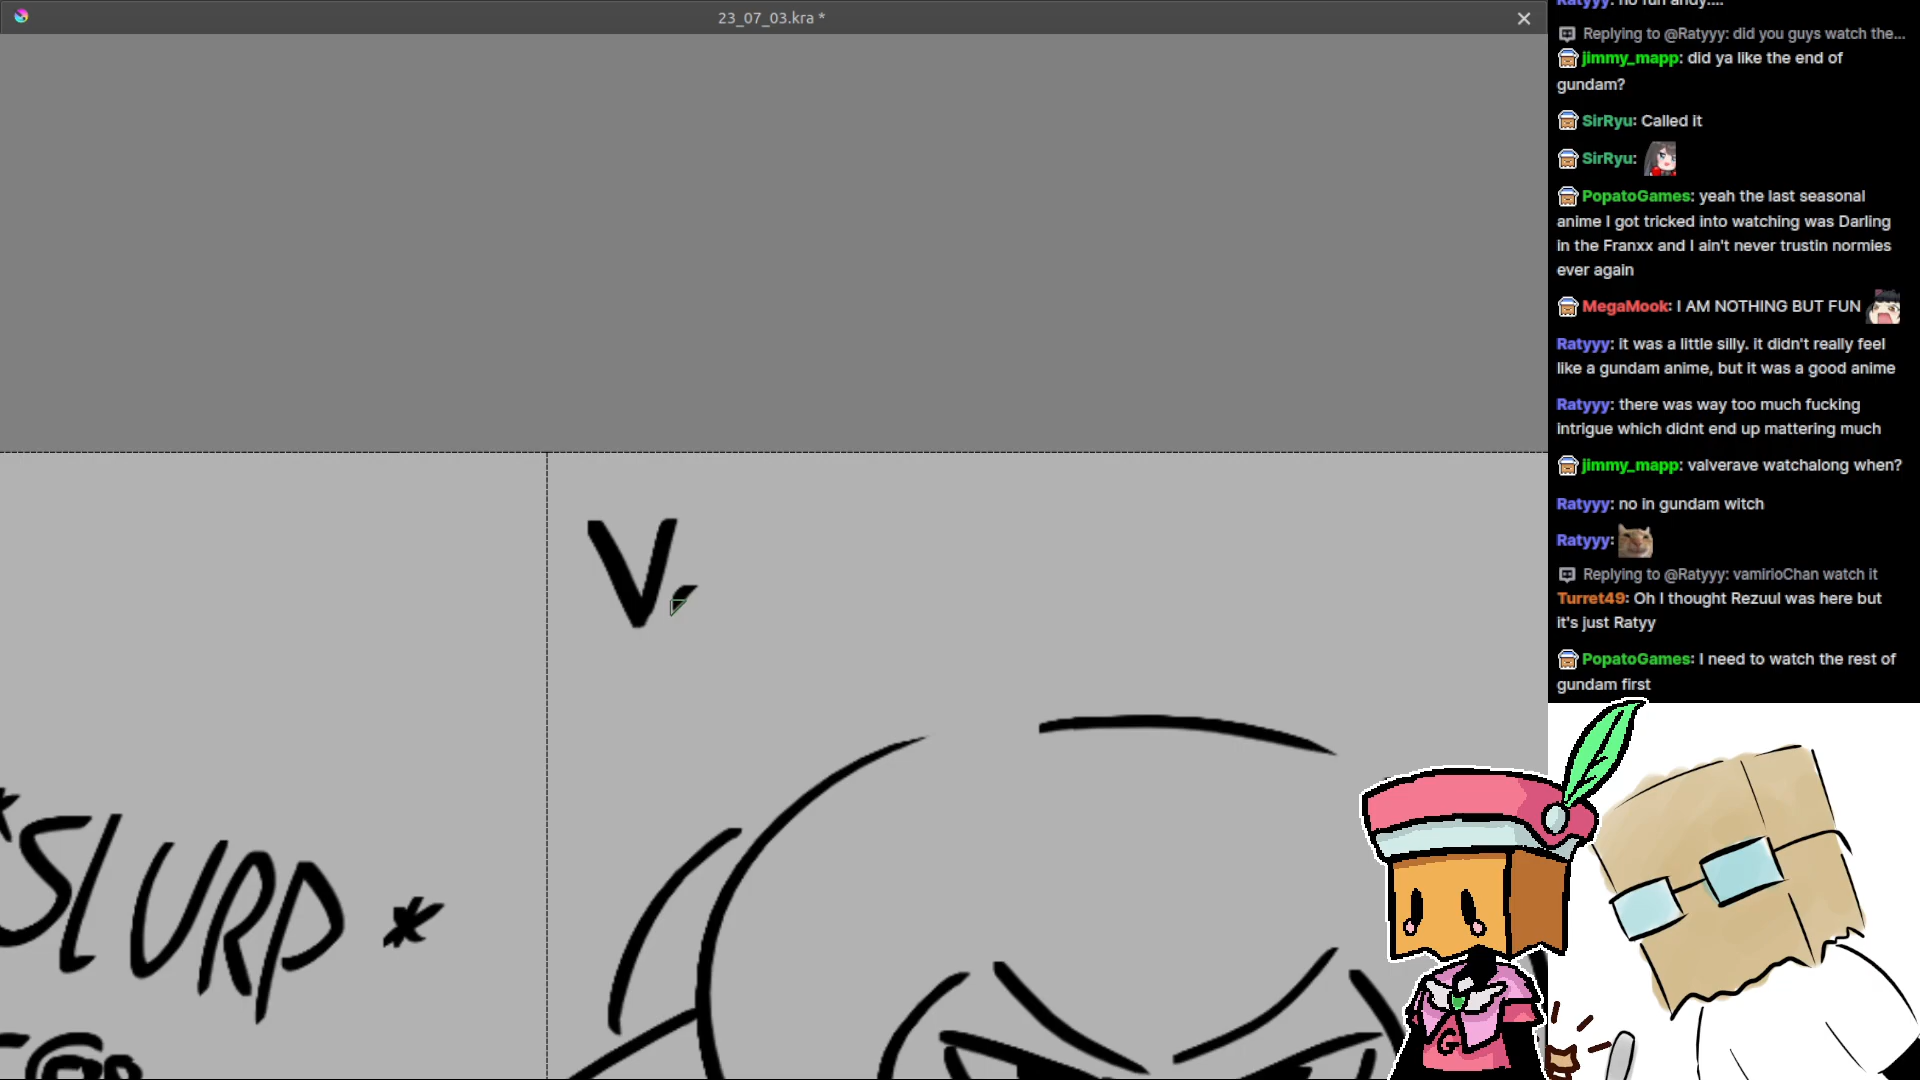 23_07_03.kra *
Ratyyy: no fun andy....
Replying to @Ratyyy: did you guys watch the...
jimmy_mapp: did ya like the end of
gundam?
SirRyu: Called it
SirRyu:
PopatoGames: yeah the last seasonal
anime I got tricked into watching was Darling
in the Franxx and I ain't never trustin normies
ever again
MegaMook: I AM NOTHING BUT FUN
Ratyyy: it was a little silly. it didn't really feel
like a gundam anime, but it was a good anime
Ratyyy: there was way too much fucking
intrigue which didnt end up mattering much
jimmy_mapp: valverave watchalong when?
Ratyyy: no in gundam witch
Ratyyy:
Replying to @Ratyyy: vamirioChan watch it
Turret49: Oh I thought Rezuul was here but
it's just Ratyy
PopatoGames: I need to watch the rest of
gundam first
V
*SLURP*
G